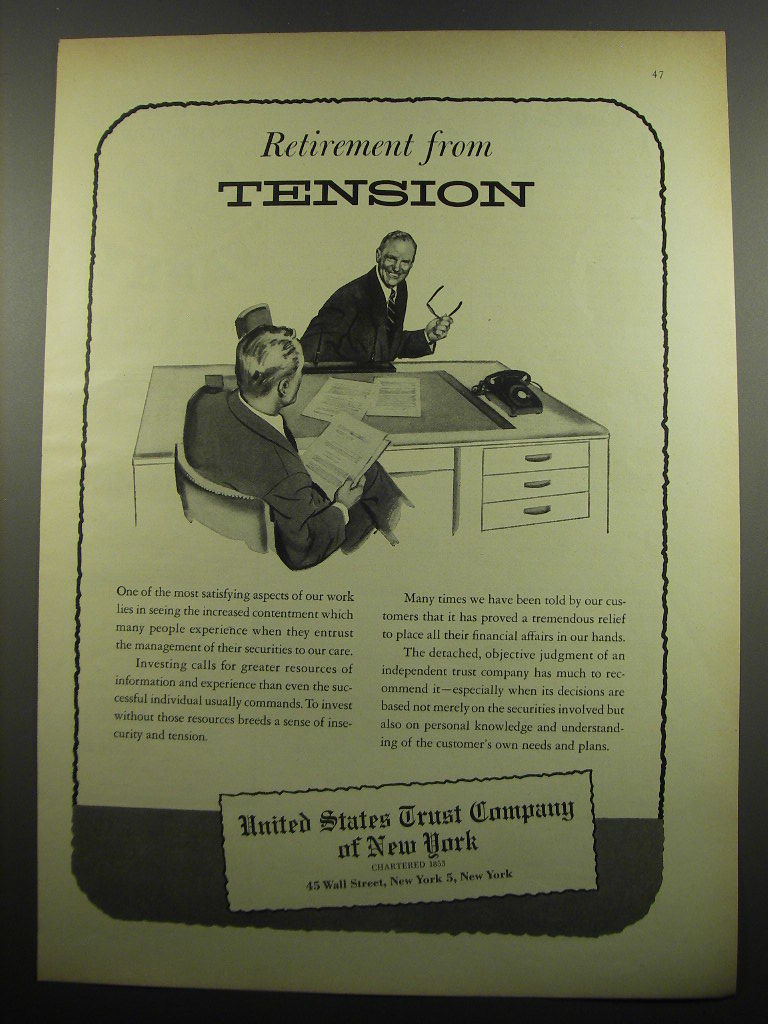 47
Retirement from
TENSION
One of the most satisfying aspects of our work
lies in seeing the increased contentment which
many people experience when they entrust
the management of their securities to our care.
Investing calls for greater resources of
information and experience than even the suc-
cessful individual usually commands. To invest
without those resources breeds a sense of inse-
curity and tension.
Many times we have been told by our cus-
tomers that it has proved a tremendous relief
to place all their financial affairs in our hands.
The detached, objective judgment of an
independent trust company has much to rec-
ommend it—especially when its decisions are
based not merely on the securities involved but
also on personal knowledge and understand-
ing of the customer's own needs and plans.
United States Trust Company
of New York
CHARTERED 1853
45 Wall Street, New York 5, New York